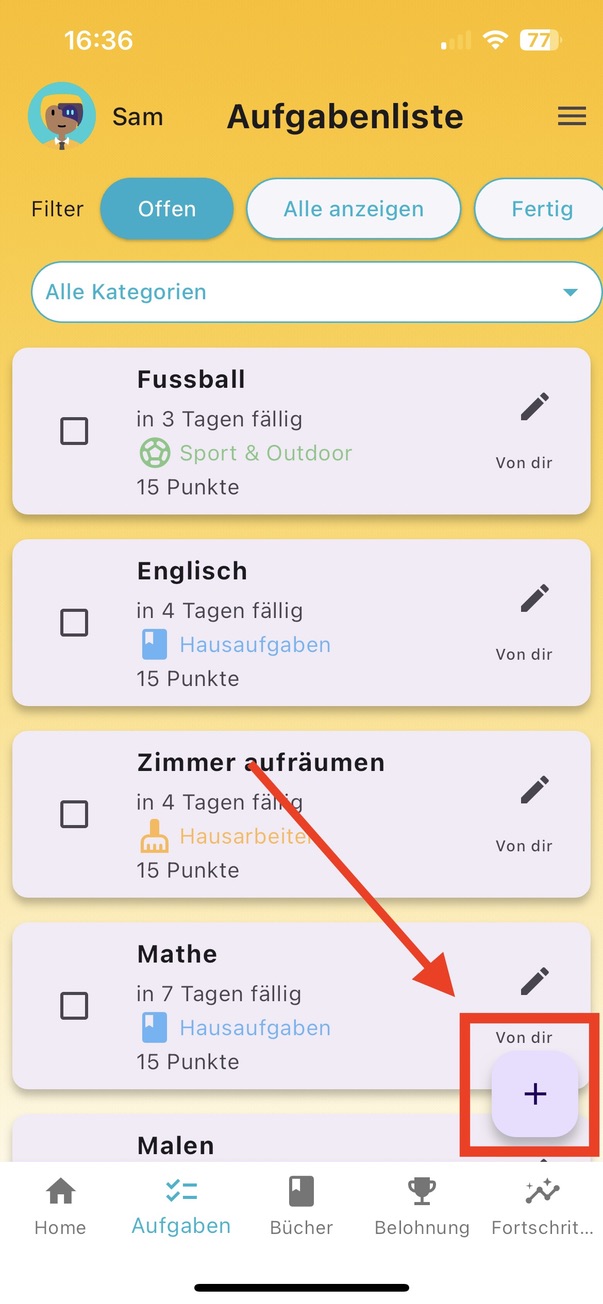 16:36
77
Sam
Aufgabenliste
Filter
Offen
Alle anzeigen
Fertig
Alle Kategorien
Fussball
in 3 Tagen fällig
Sport & Outdoor
15 Punkte
Von dir
Englisch
in 4 Tagen fällig
Hausaufgaben
15 Punkte
Von dir
Zimmer aufräumen
in 4 Tagen fällig
Hausarbeiten
15 Punkte
Von dir
Mathe
in 7 Tagen fällig
Hausaufgaben
15 Punkte
Von dir
+
Malen
Home
Aufgaben
Bücher
Belohnung
Fortschrit...